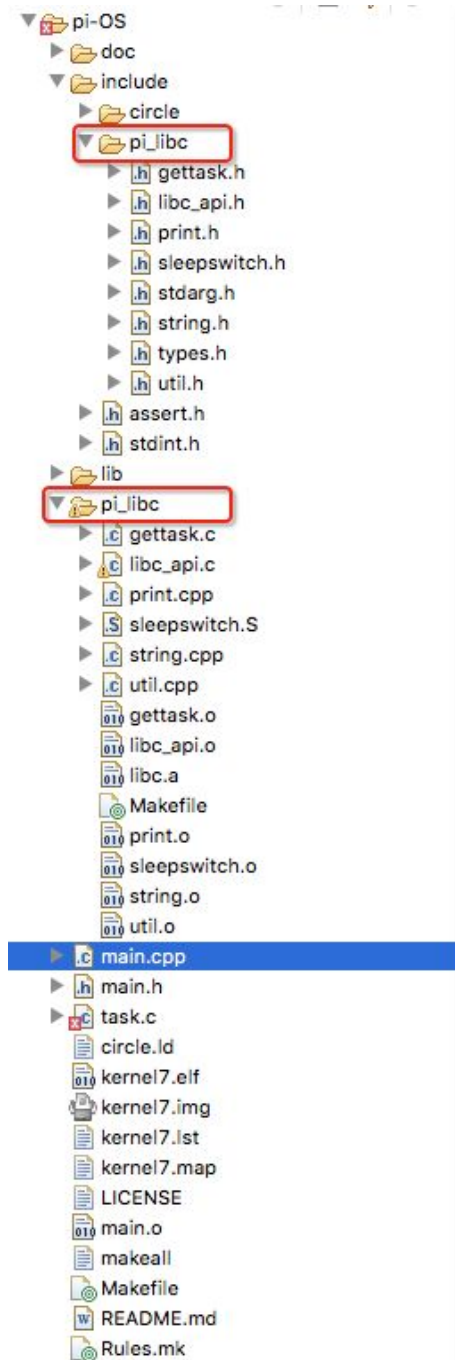 pi-OS
doc
include
circle
pi_libc
gettask.h
libc_api.h
print.h
sleepswitch.h
stdarg.h
string.h
types.h
util.h
assert.h
stdint.h
lib
pi_libc
gettask.c
libc_api.c
print.cpp
sleepswitch.S
string.cpp
util.cpp
gettask.o
libc_api.o
libc.a
Makefile
print.o
sleepswitch.o
string.o
util.o
main.cpp
main.h
task.c
circle.ld
kernel7.elf
kernel7.img
kernel7.lst
kernel7.map
LICENSE
main.o
makeall
Makefile
README.md
Rules.mk